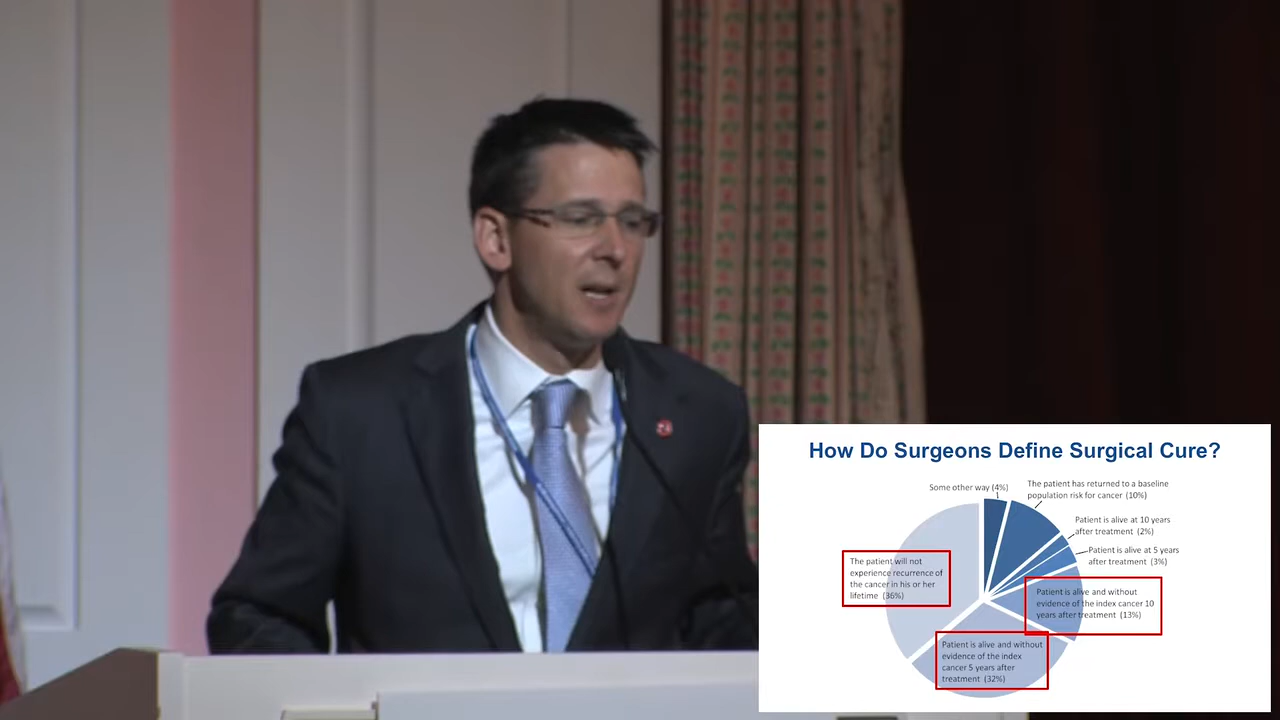 How Do Surgeons Define Surgical Cure?
Some other way (4%)
The patient has returned to a baseline
population risk for cancer (10%)
Patient is alive at 10 years
after treatment (2%)
Patient is alive at 5 years
after treatment (3%)
Patient is alive and without
evidence of the index cancer 10
years after treatment (13%)
Patient is alive and without
evidence of the index
cancer 5 years after
treatment (32%)
The patient will not
experience recurrence of
the cancer in his or her
lifetime (36%)